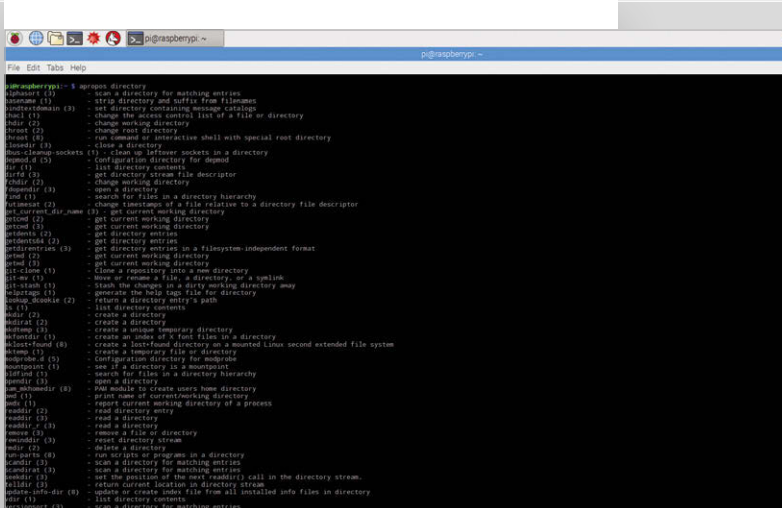 pi@raspberrypi: ~
pi@raspberrypi: ~
File Edit Tabs Help
pi@raspberrypi:~ $ apropos directory
alphasort (3) - scan a directory for matching entries
basename (1) - strip directory and suffix from filenames
bindtextdomain (3) - set directory containing message catalogs
chacl (1) - change the access control list of a file or directory
chdir (2) - change working directory
chroot (2) - change root directory
chroot (8) - run command or interactive shell with special root directory
closedir (3) - close a directory
dbus-cleanup-sockets (1) - clean up leftover sockets in a directory
depmod.d (5) - Configuration directory for depmod
dir (1) - list directory contents
dirfd (3) - get directory stream file descriptor
fchdir (2) - change working directory
fdopendir (3) - open a directory
find (1) - search for files in a directory hierarchy
futimesat (2) - change timestamps of a file relative to a directory file descriptor
get_current_dir_name (3) - get current working directory
getcwd (2) - get current working directory
getcwd (3) - get current working directory
getdents (2) - get directory entries
getdents64 (2) - get directory entries
getdirentries (3) - get directory entries in a filesystem-independent format
getwd (2) - get current working directory
getwd (3) - get current working directory
git-clone (1) - Clone a repository into a new directory
git-mv (1) - Move or rename a file, a directory, or a symlink
git-stash (1) - Stash the changes in a dirty working directory away
helpztags (1) - generate the help tags file for directory
lookup_dcookie (2) - return a directory entry's path
ls (1) - list directory contents
mkdir (2) - create a directory
mkdirat (2) - create a directory
mkdtemp (3) - create a unique temporary directory
mkfontdir (1) - create an index of X font files in a directory
mklost+found (8) - create a lost+found directory on a mounted Linux second extended file system
mktemp (1) - create a temporary file or directory
modprobe.d (5) - Configuration directory for modprobe
mountpoint (1) - see if a directory is a mountpoint
oldfind (1) - search for files in a directory hierarchy
opendir (3) - open a directory
pam_mkhomedir (8) - PAM module to create users home directory
pwd (1) - print name of current/working directory
pwdx (1) - report current working directory of a process
readdir (2) - read directory entry
readdir (3) - read a directory
readdir_r (3) - read a directory
remove (3) - remove a file or directory
rewinddir (3) - reset directory stream
rmdir (2) - delete a directory
run-parts (8) - run scripts or programs in a directory
scandir (3) - scan a directory for matching entries
scandirat (3) - scan a directory for matching entries
seekdir (3) - set the position of the next readdir() call in the directory stream.
telldir (3) - return current location in directory stream
update-info-dir (8) - update or create index file from all installed info files in directory
vdir (1) - list directory contents
versionsort (3) - scan a directory for matching entries